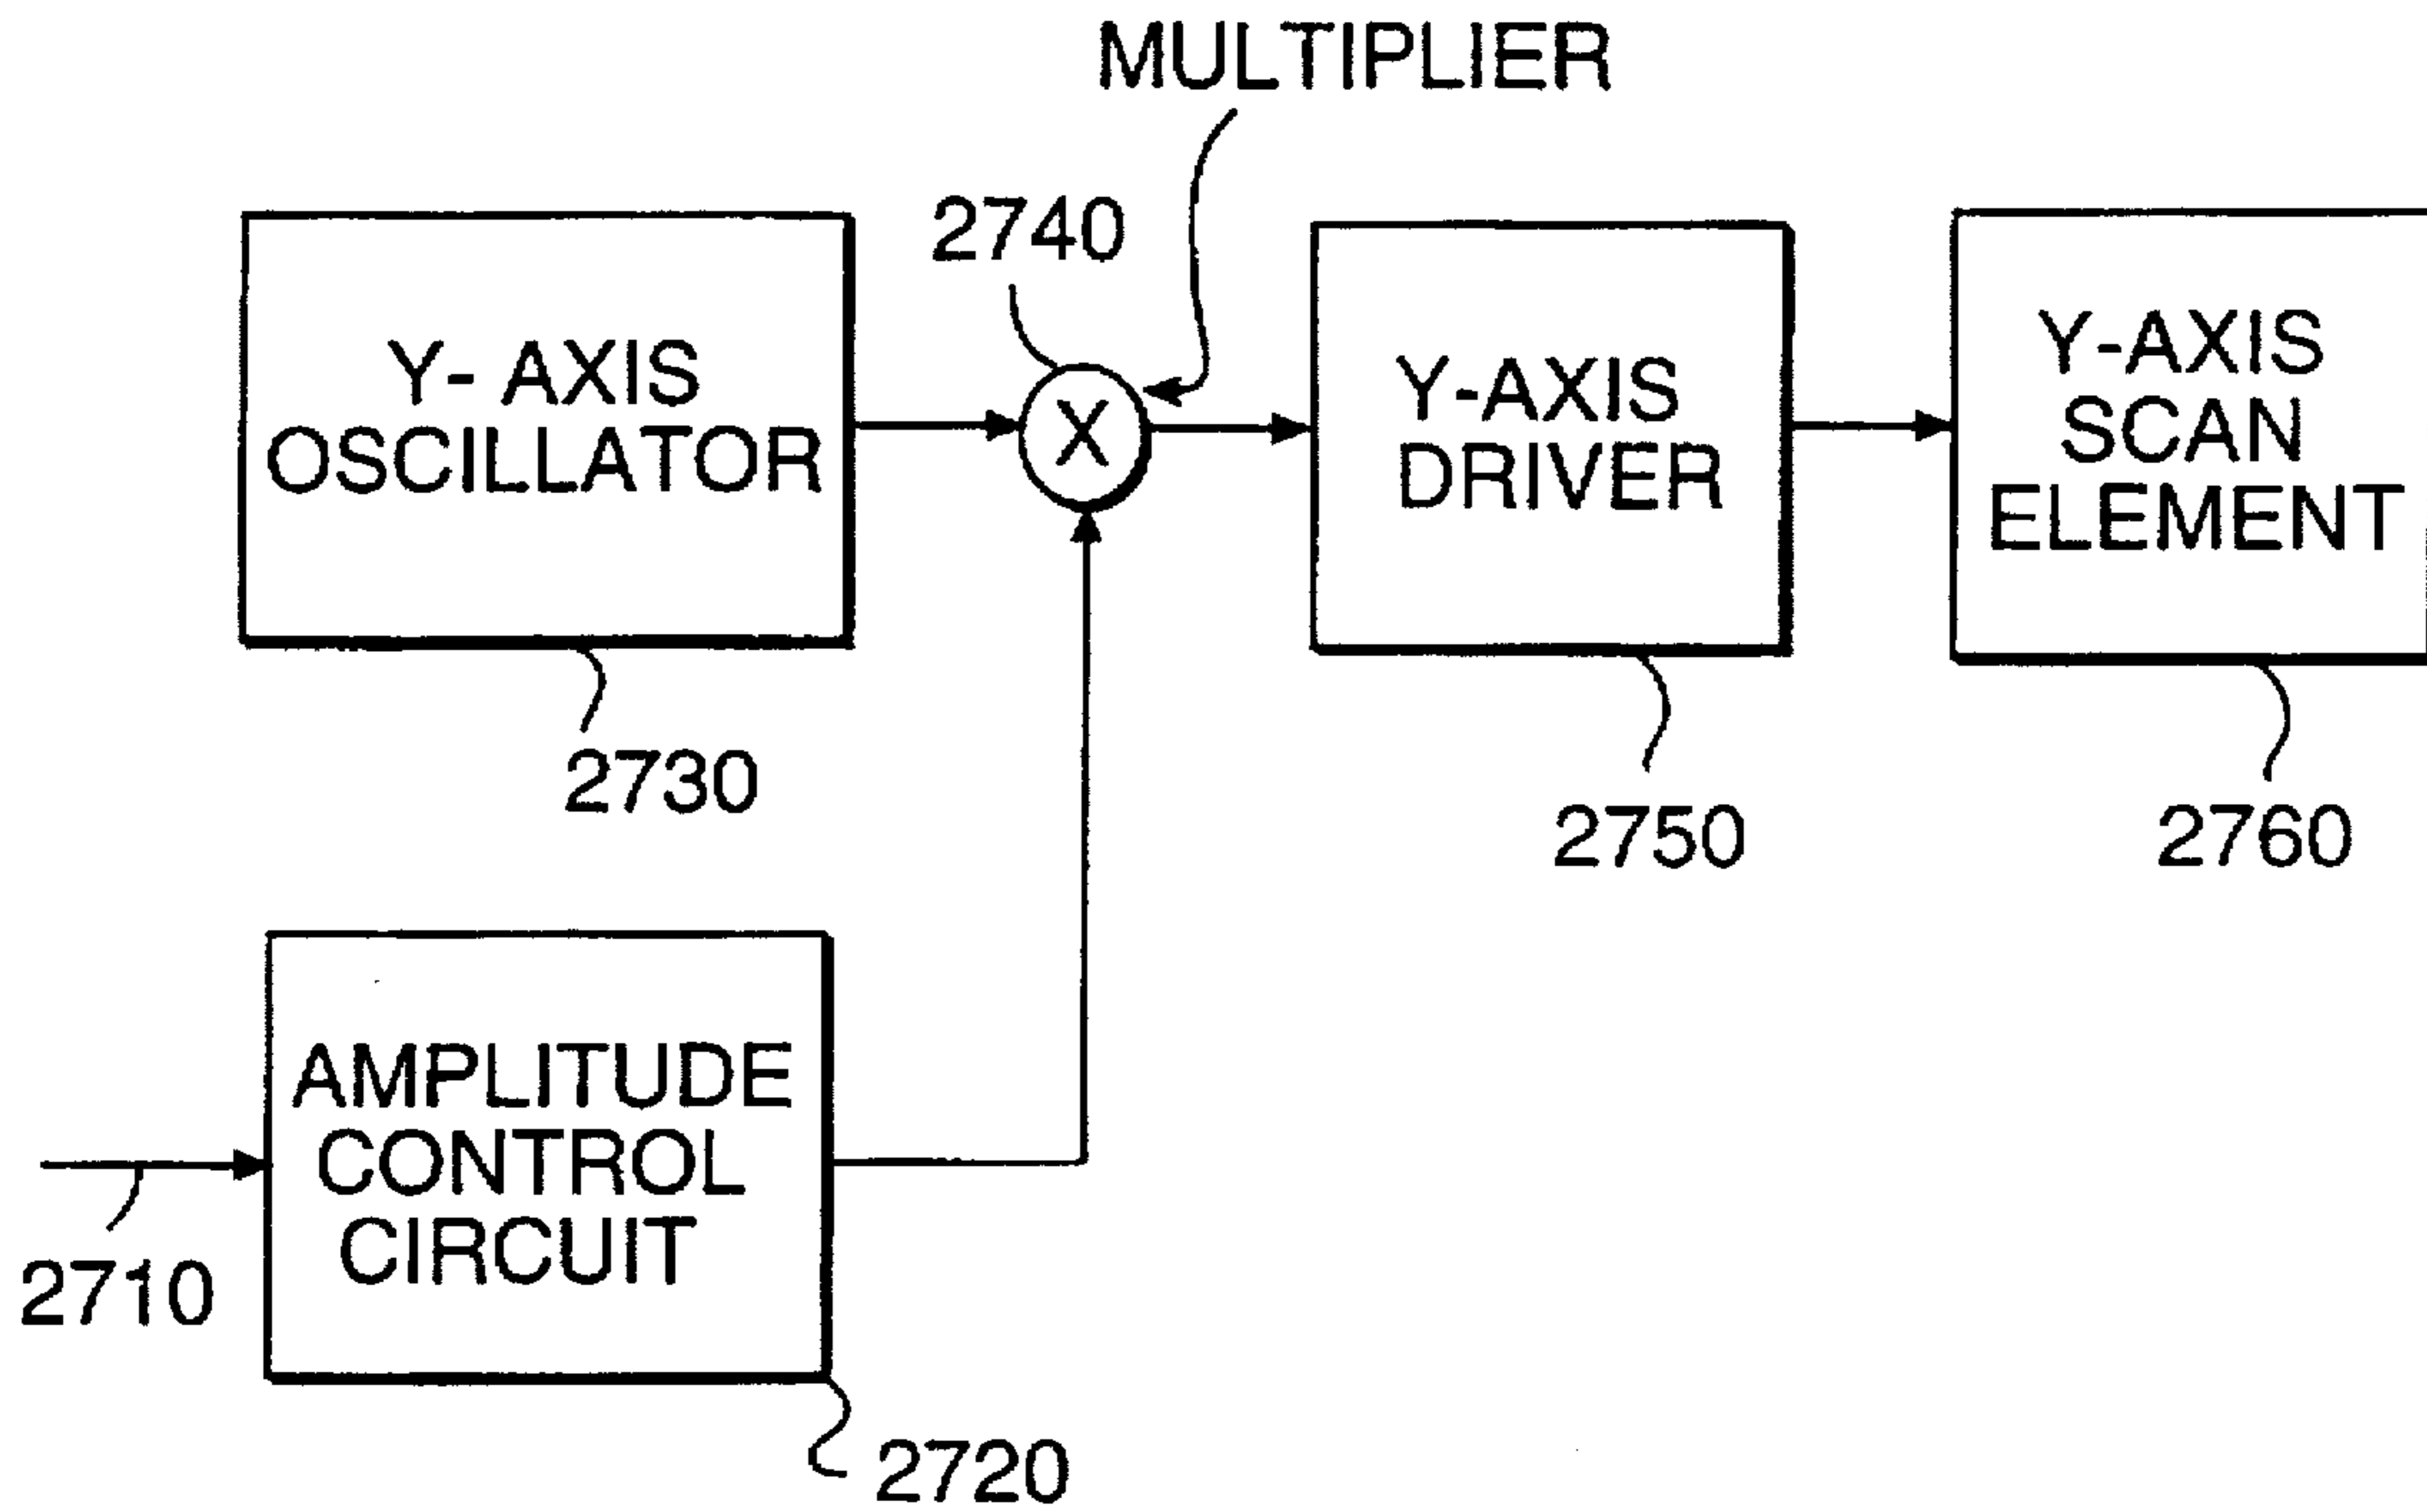 MULTIPLIER
2740
Y- AXIS
OSCILLATOR
X
Y-AXIS
DRIVER
Y-AXIS
SCAN
ELEMENT
2730
2750
2760
AMPLITUDE
CONTROL
CIRCUIT
2710
2720